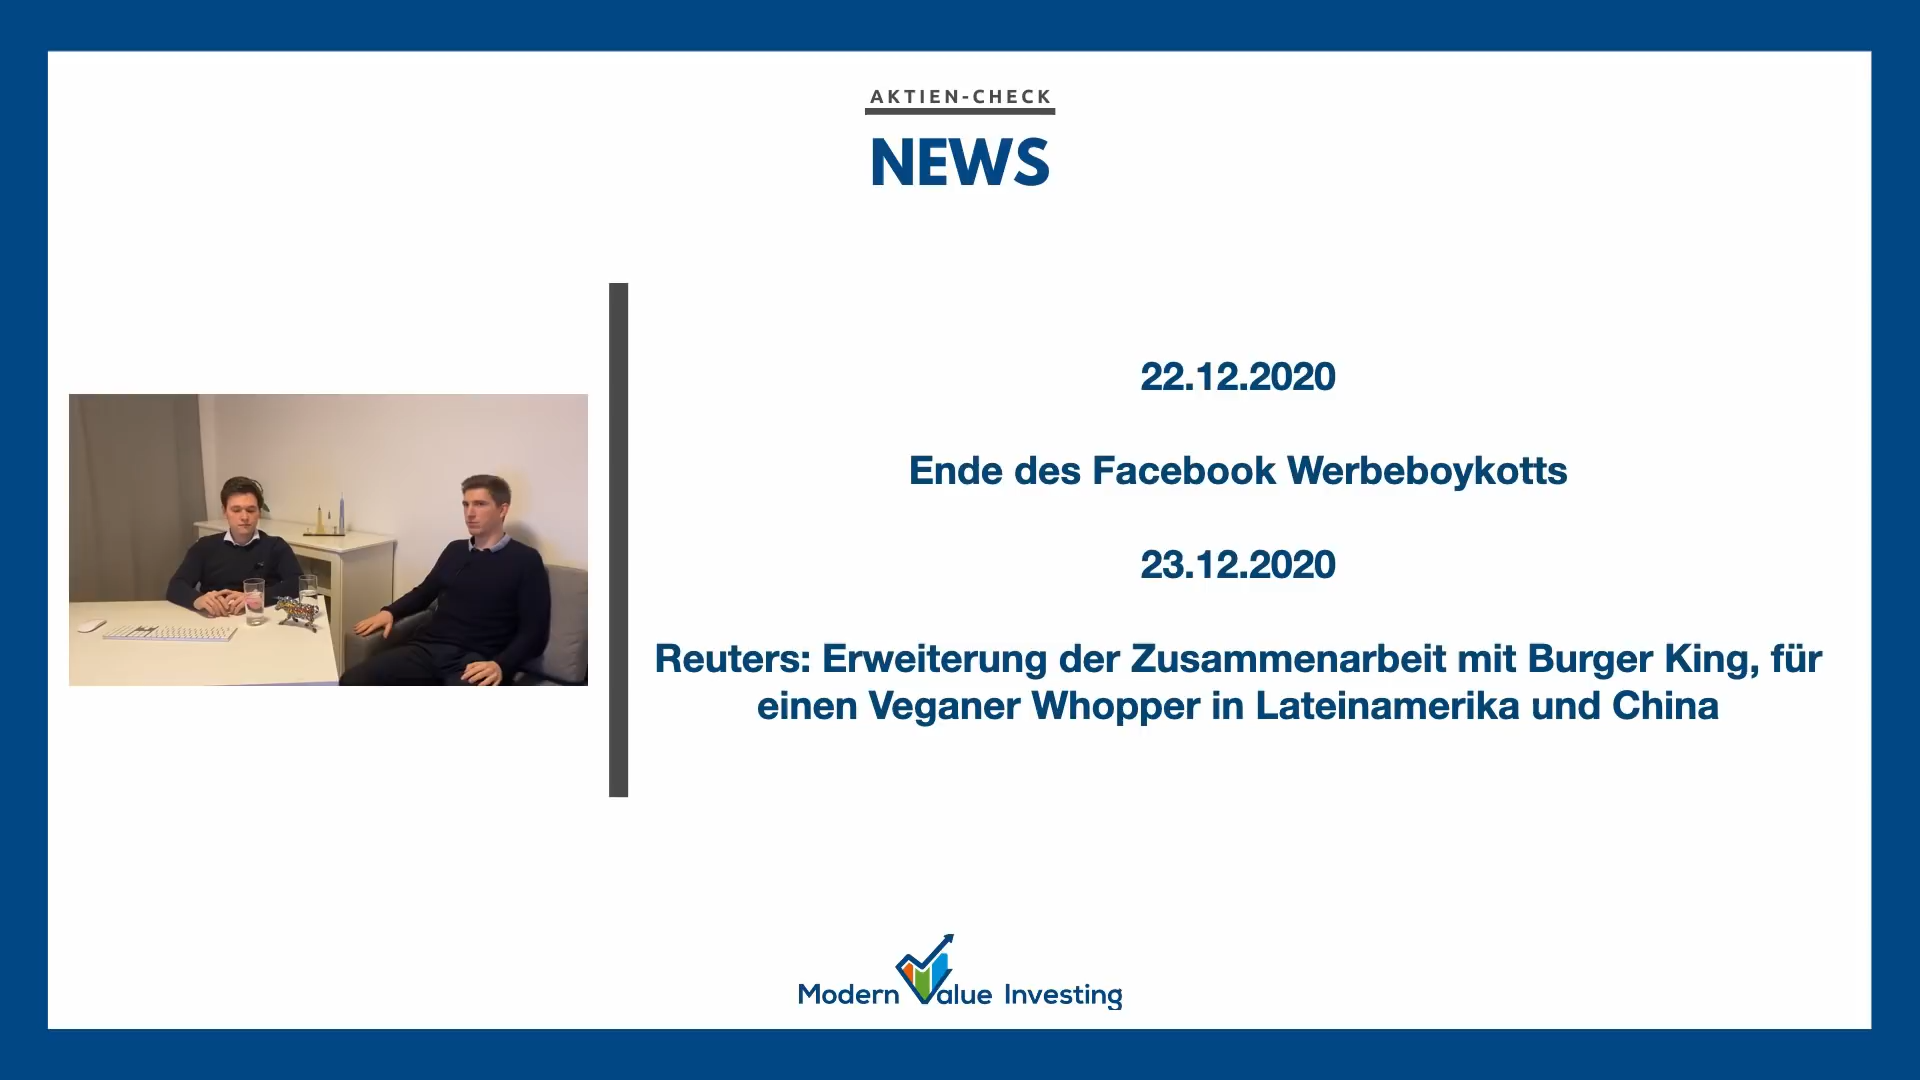 AKTIEN-CHECK
NEWS
22.12.2020
Ende des Facebook Werbeboykotts
23.12.2020
Reuters: Erweiterung der Zusammenarbeit mit Burger King, für
einen Veganer Whopper in Lateinamerika und China
Modern Value Investing